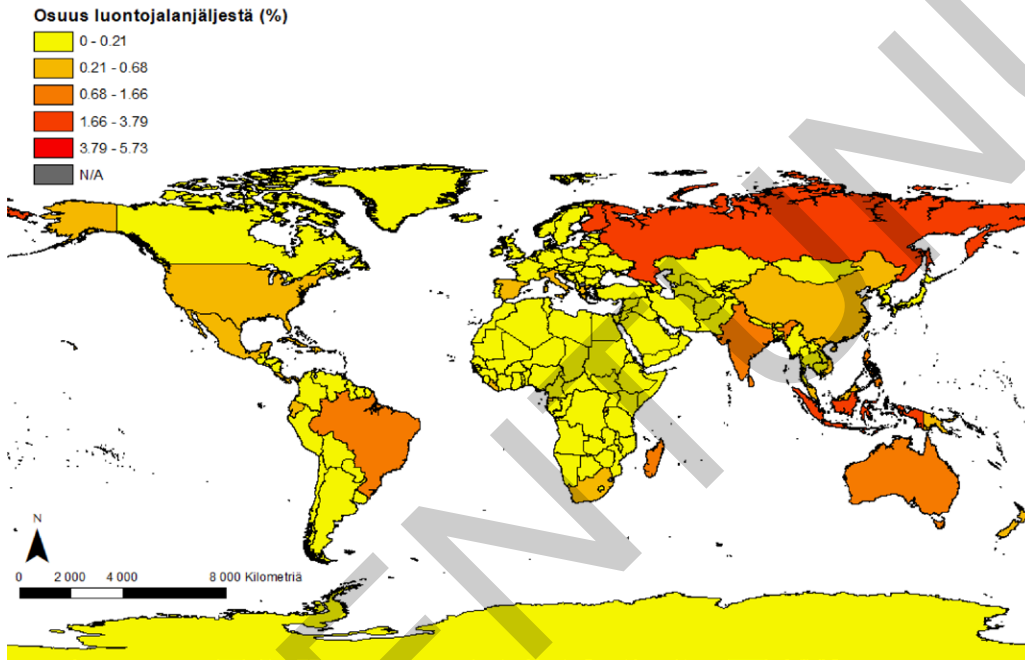 Osuus luontojalanjäljestä (%)
0 - 0.21
0.21 - 0.68
0.68 - 1.66
1.66 - 3.79
3.79 - 5.73
N/A
N
0 2 000 4 000 8 000 Kilometriä